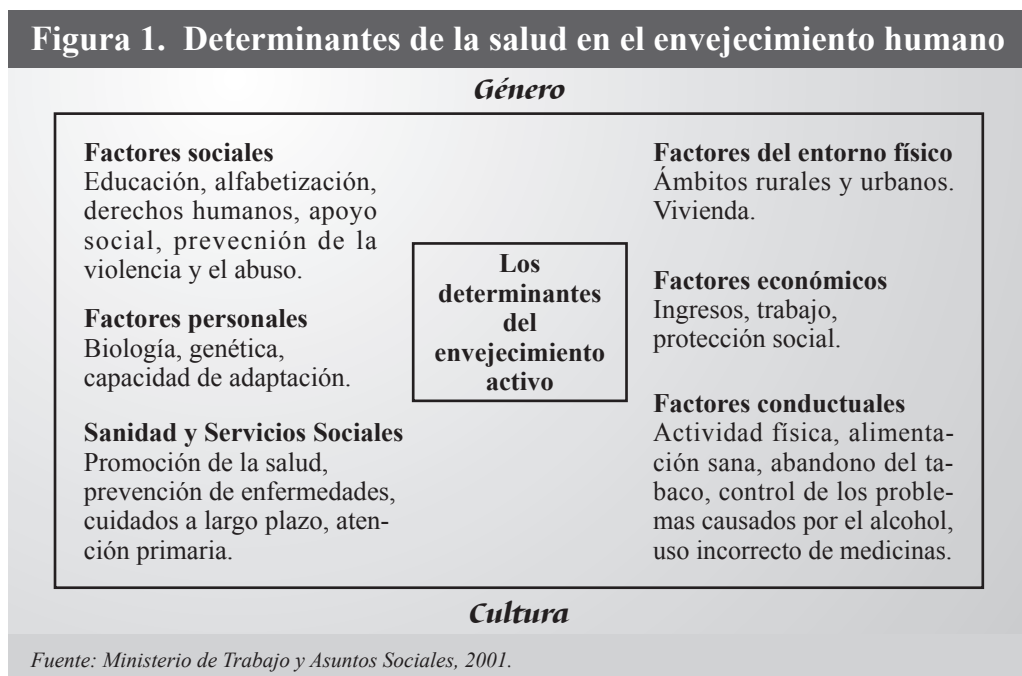 Figura 1. Determinantes de la salud en el envejecimiento humano
Género
Factores sociales
Educación, alfabetización,
derechos humanos, apoyo
social, prevecnión de la
violencia y el abuso.
Factores personales
Biología, genética,
capacidad de adaptación.
Sanidad y Servicios Sociales
Promoción de la salud,
prevención de enfermedades,
cuidados a largo plazo, aten-
ción primaria.
Los
determinantes
del
envejecimiento
activo
Factores del entorno físico
Ámbitos rurales y urbanos.
Vivienda.
Factores económicos
Ingresos, trabajo,
protección social.
Factores conductuales
Actividad física, alimenta-
ción sana, abandono del ta-
baco, control de los proble-
mas causados por el alcohol,
uso incorrecto de medicinas.
Cultura
Fuente: Ministerio de Trabajo y Asuntos Sociales, 2001.